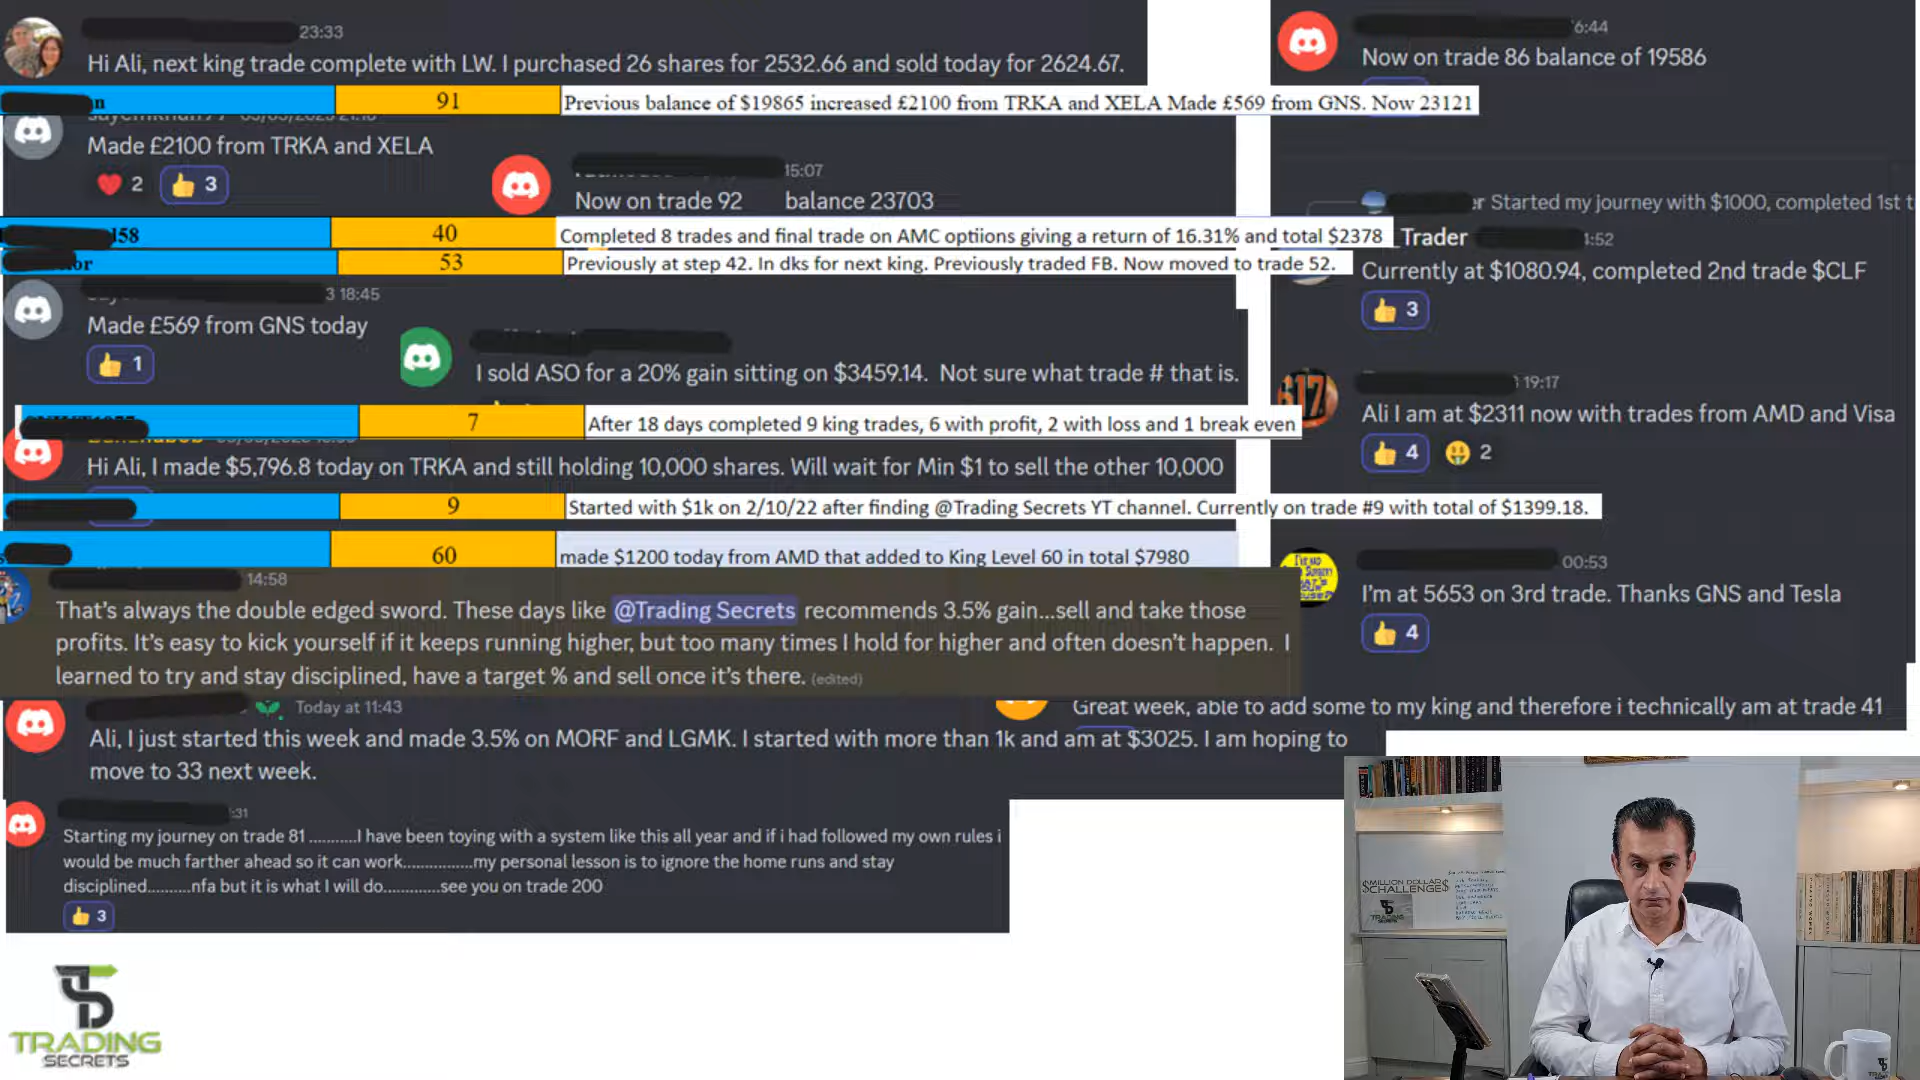 23:33
Hi Ali, next king trade complete with LW. I purchased 26 shares for 2532.66 and sold today for 2624.67.
n 91 Previous balance of $19865 increased £2100 from TRKA and XELA Made £569 from GNS. Now 23121
Made £2100 from TRKA and XELA
2 3
15:07
Now on trade 92 balance 23703
158 40 Completed 8 trades and final trade on AMC optiions giving a return of 16.31% and total $2378
or 53 Previously at step 42. In dks for next king. Previously traded FB. Now moved to trade 52.
3 18:45
Made £569 from GNS today
1
I sold ASO for a 20% gain sitting on $3459.14. Not sure what trade # that is.
7 After 18 days completed 9 king trades, 6 with profit, 2 with loss and 1 break even
Hi Ali, I made $5,796.8 today on TRKA and still holding 10,000 shares. Will wait for Min $1 to sell the other 10,000
9 Started with $1k on 2/10/22 after finding @Trading Secrets YT channel. Currently on trade #9 with total of $1399.18.
60 made $1200 today from AMD that added to King Level 60 in total $7980
14:58
That's always the double edged sword. These days like @Trading Secrets recommends 3.5% gain...sell and take those
profits. It's easy to kick yourself if it keeps running higher, but too many times I hold for higher and often doesn't happen. I
learned to try and stay disciplined, have a target % and sell once it's there. (edited)
Today at 11:43
Ali, I just started this week and made 3.5% on MORF and LGMK. I started with more than 1k and am at $3025. I am hoping to
move to 33 next week.
:31
Starting my journey on trade 81 ..........I have been toying with a system like this all year and if i had followed my own rules i
would be much farther ahead so it can work................my personal lesson is to ignore the home runs and stay
disciplined..........nfa but it is what I will do.............see you on trade 200
3
6:44
Now on trade 86 balance of 19586
er Started my journey with $1000, completed 1st t
_Trader 1:52
Currently at $1080.94, completed 2nd trade $CLF
3
617
19:17
Ali I am at $2311 now with trades from AMD and Visa
4 2
00:53
I'm at 5653 on 3rd trade. Thanks GNS and Tesla
4
Great week, able to add some to my king and therefore i technically am at trade 41
$MILLION DOLLAR$
CHALLENGE$
TRADING
SECRETS
TRADING
SECRETS